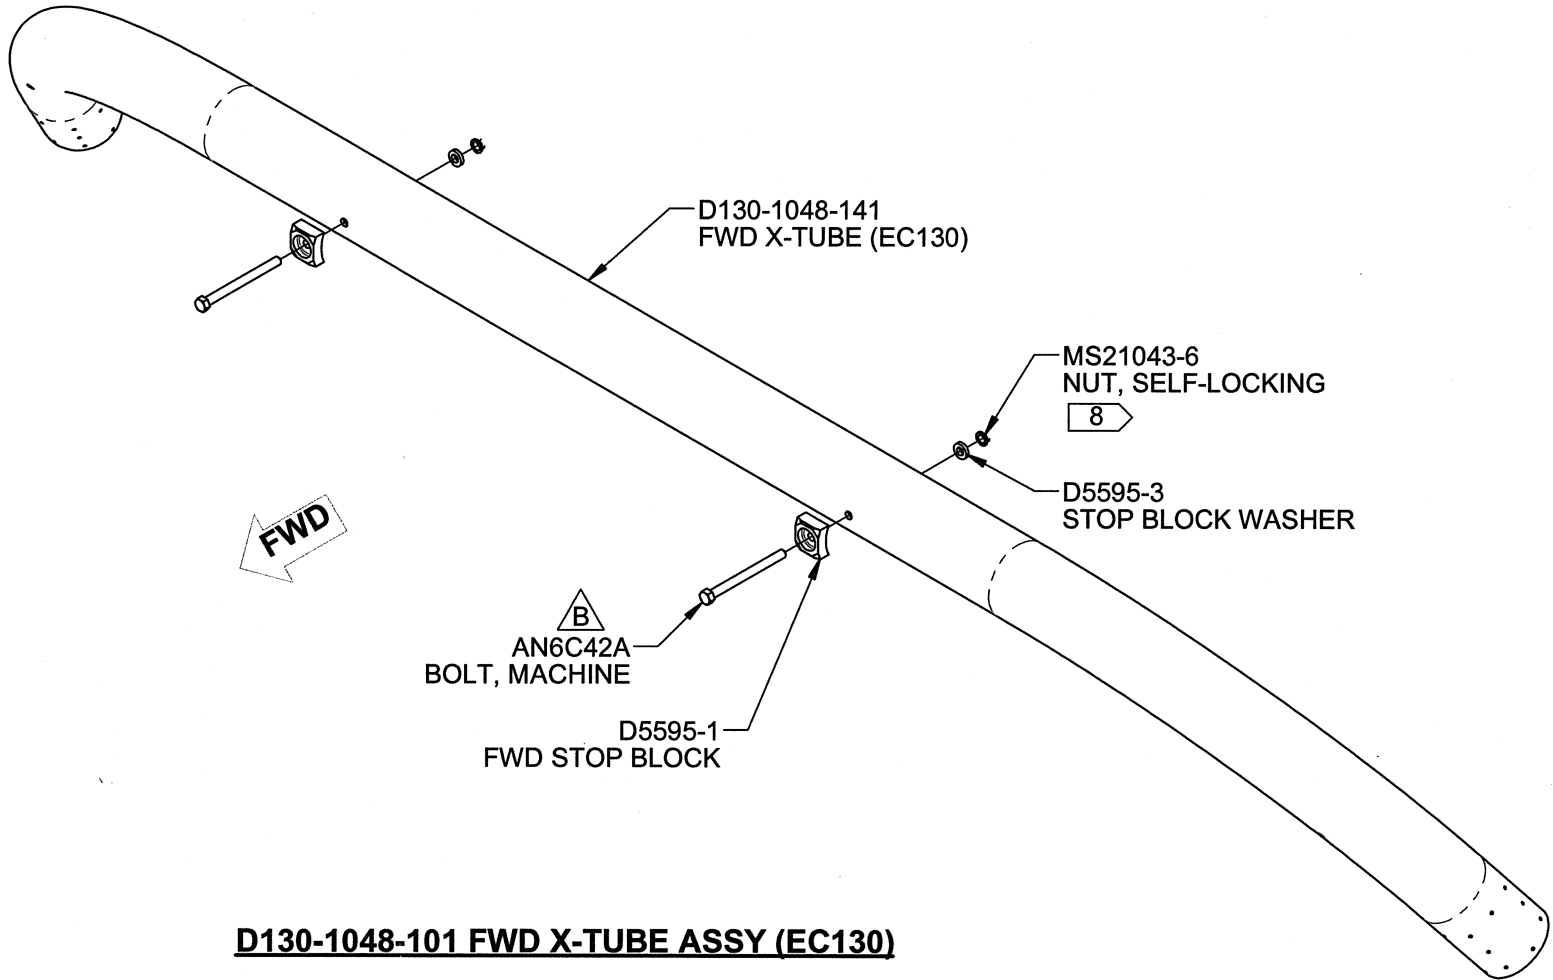 D130-1048-141
FWD X-TUBE (EC130)
MS21043-6
NUT, SELF-LOCKING
8
D5595-3
STOP BLOCK WASHER
FWD
B
AN6C42A
BOLT, MACHINE
D5595-1
FWD STOP BLOCK
D130-1048-101 FWD X-TUBE ASSY (EC130)